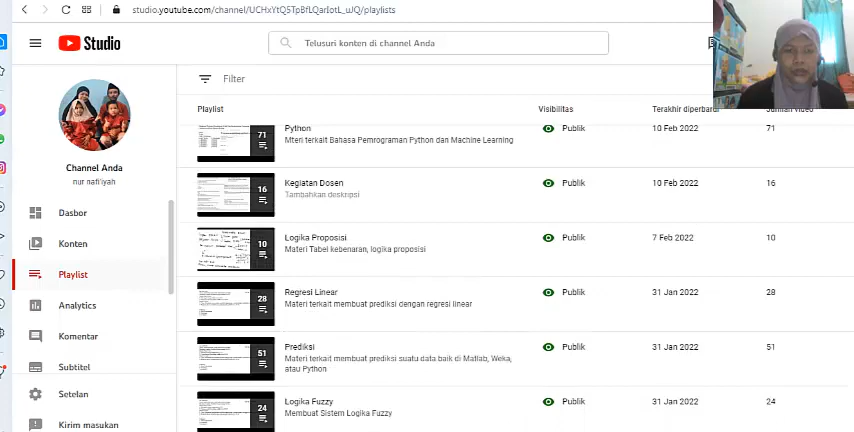 studio.youtube.com/channel/UCHxYtQ5TpBfLQarIotL_uJQ/playlists
Studio
Telusuri konten di channel Anda
Filter
Playlist Visibilitas Terakhir diperbarui Jumlah video
71 Python Publik 10 Feb 2022 71
Mteri terkait Bahasa Pemrograman Python dan Machine Learning
16 Kegiatan Dosen Publik 10 Feb 2022 16
Tambahkan deskripsi
10 Logika Proposisi Publik 7 Feb 2022 10
Materi Tabel kebenaran, logika proposisi
28 Regresi Linear Publik 31 Jan 2022 28
Materi terkait membuat prediksi dengan regresi linear
51 Prediksi Publik 31 Jan 2022 51
Materi terkait membuat prediksi suatu data baik di Matlab, Weka,
atau Python
24 Logika Fuzzy Publik 31 Jan 2022 24
Membuat Sistem Logika Fuzzy
Channel Anda
nur nafi'iyah
Dasbor
Konten
Playlist
Analytics
Komentar
Subtitel
Setelan
Kirim masukan